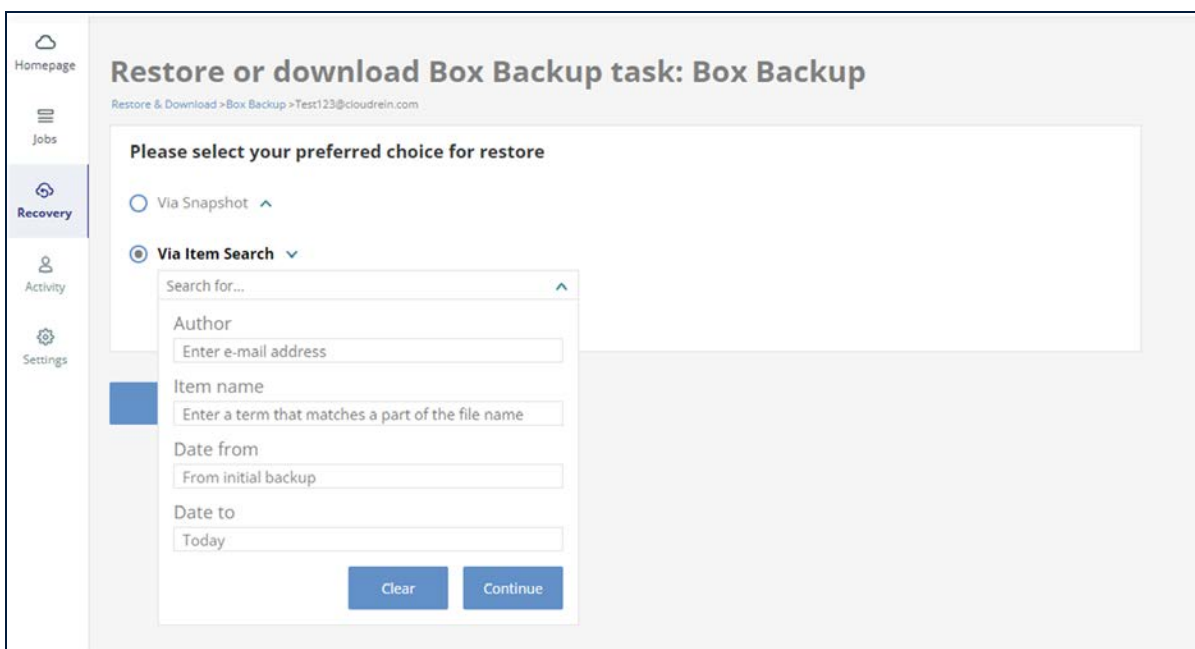 Homepage
Jobs
Recovery
Activity
Settings
Restore or download Box Backup task: Box Backup
Restore & Download >Box Backup >Test123@cloudrein.com
Please select your preferred choice for restore
Via Snapshot
Via Item Search
Search for...
Author
Enter e-mail address
Item name
Enter a term that matches a part of the file name
Date from
From initial backup
Date to
Today
Clear Continue